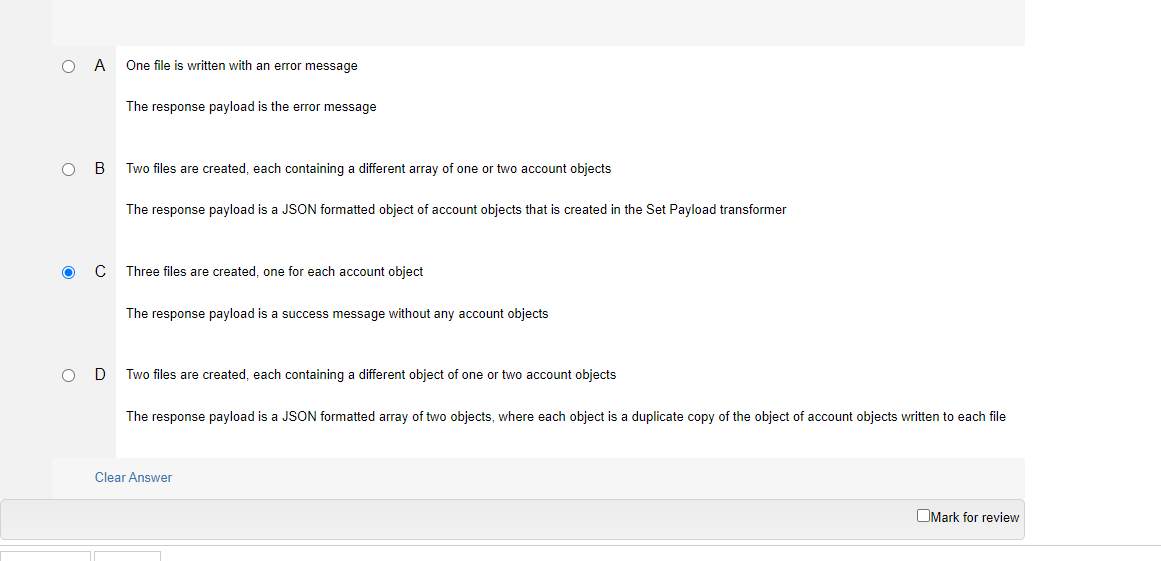 A One file is written with an error message
The response payload is the error message
B Two files are created, each containing a different array of one or two account objects
The response payload is a JSON formatted object of account objects that is created in the Set Payload transformer
C Three files are created, one for each account object
The response payload is a success message without any account objects
D Two files are created, each containing a different object of one or two account objects
The response payload is a JSON formatted array of two objects, where each object is a duplicate copy of the object of account objects written to each file
Clear Answer
Mark for review